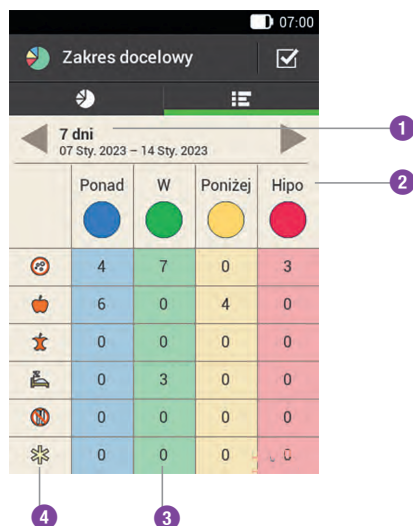 07:00
Zakres docelowy
7 dni
07 Sty. 2023 – 14 Sty. 2023
1
Ponad W Poniżej Hipo
2
4 7 0 3
6 0 4 0
0 0 0 0
0 3 0 0
0 0 0 0
0 0 0 0
4 3